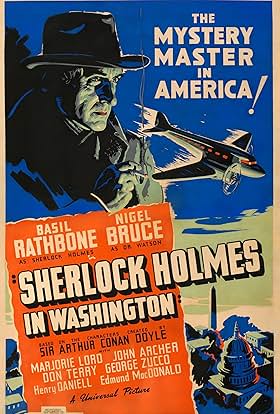 THE
MYSTERY
MASTER
IN
AMERICA!
BASIL
RATHBONE
AS SHERLOCK HOLMES
NIGEL
BRUCE
AS DR WATSON
"SHERLOCK HOLMES
IN WASHINGTON"
BASED ON THE CHARACTERS CREATED BY
SIR ARTHUR CONAN DOYLE
WITH
MARJORIE LORD JOHN ARCHER
DON TERRY GEORGE ZUCCO
Henry DANIELL Edmund MacDONALD
A Universal Picture